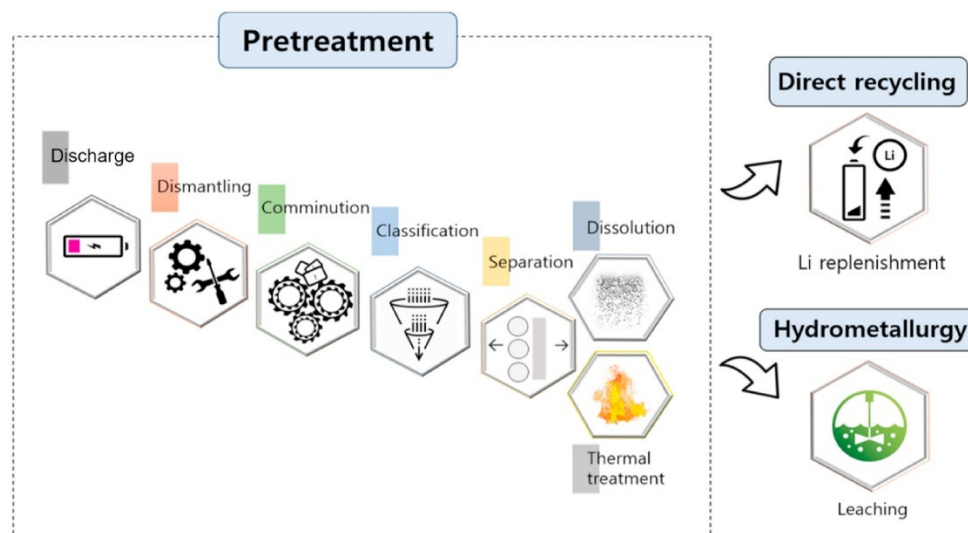 Pretreatment
Discharge
Dismantling
Comminution
Classification
Separation
Dissolution
Thermal
treatment
Direct recycling
Li
Li replenishment
Hydrometallurgy
Leaching